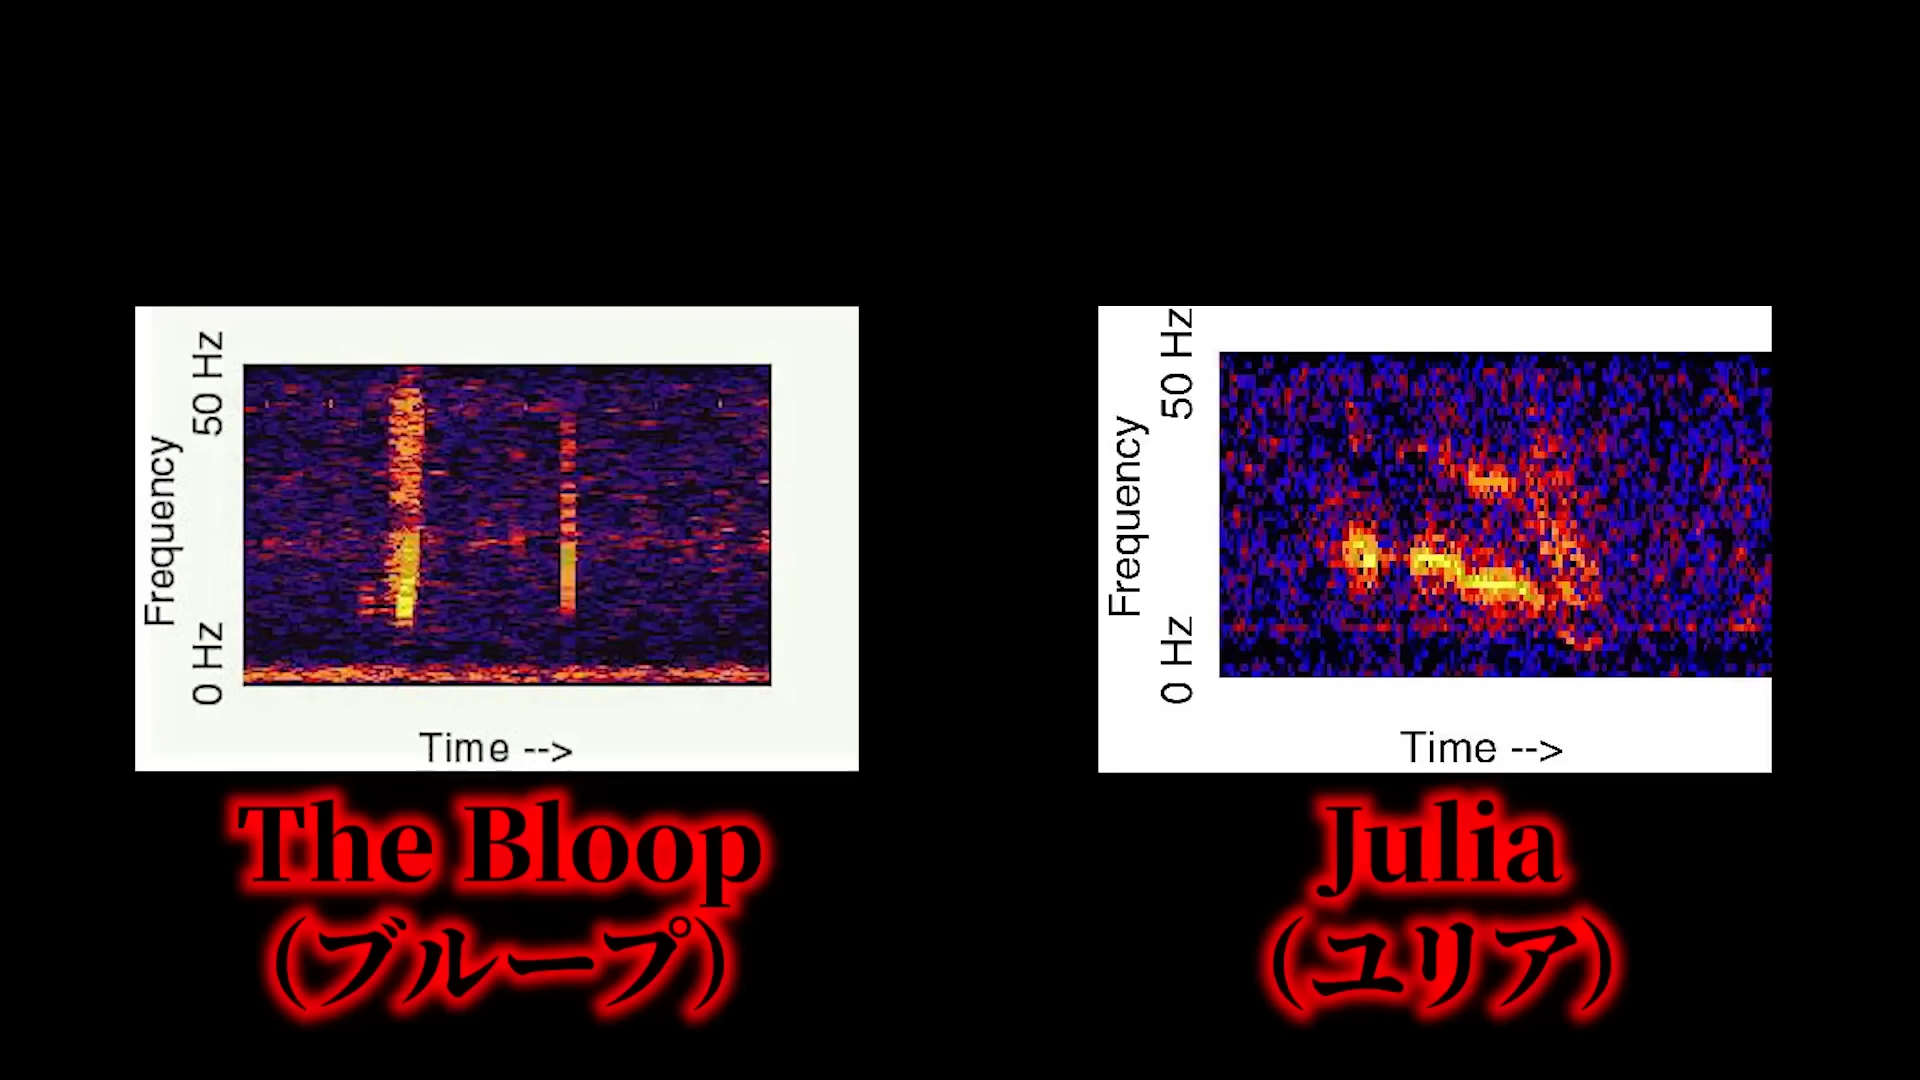 Frequency
50 Hz
0 Hz
Time -->
The Bloop
（ブループ）
Frequency
50 Hz
0 Hz
Time -->
Julia
（ユリア）